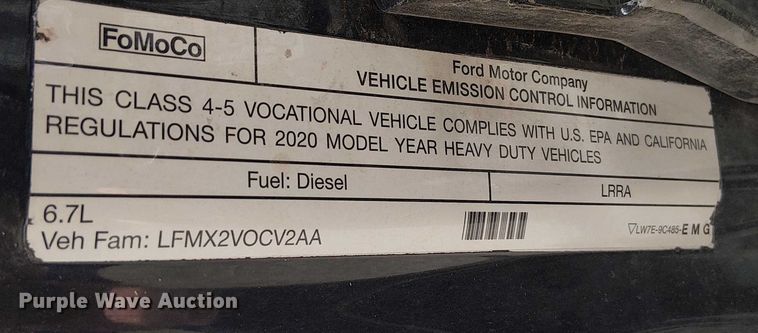 FoMoCo
Ford Motor Company
VEHICLE EMISSION CONTROL INFORMATION
THIS CLASS 4-5 VOCATIONAL VEHICLE COMPLIES WITH U.S. EPA AND CALIFORNIA
REGULATIONS FOR 2020 MODEL YEAR HEAVY DUTY VEHICLES
Fuel: Diesel
LRRA
6.7L
Veh Fam: LFMX2VOCV2AA
▽LW7E-9C485-E M G
Purple Wave Auction